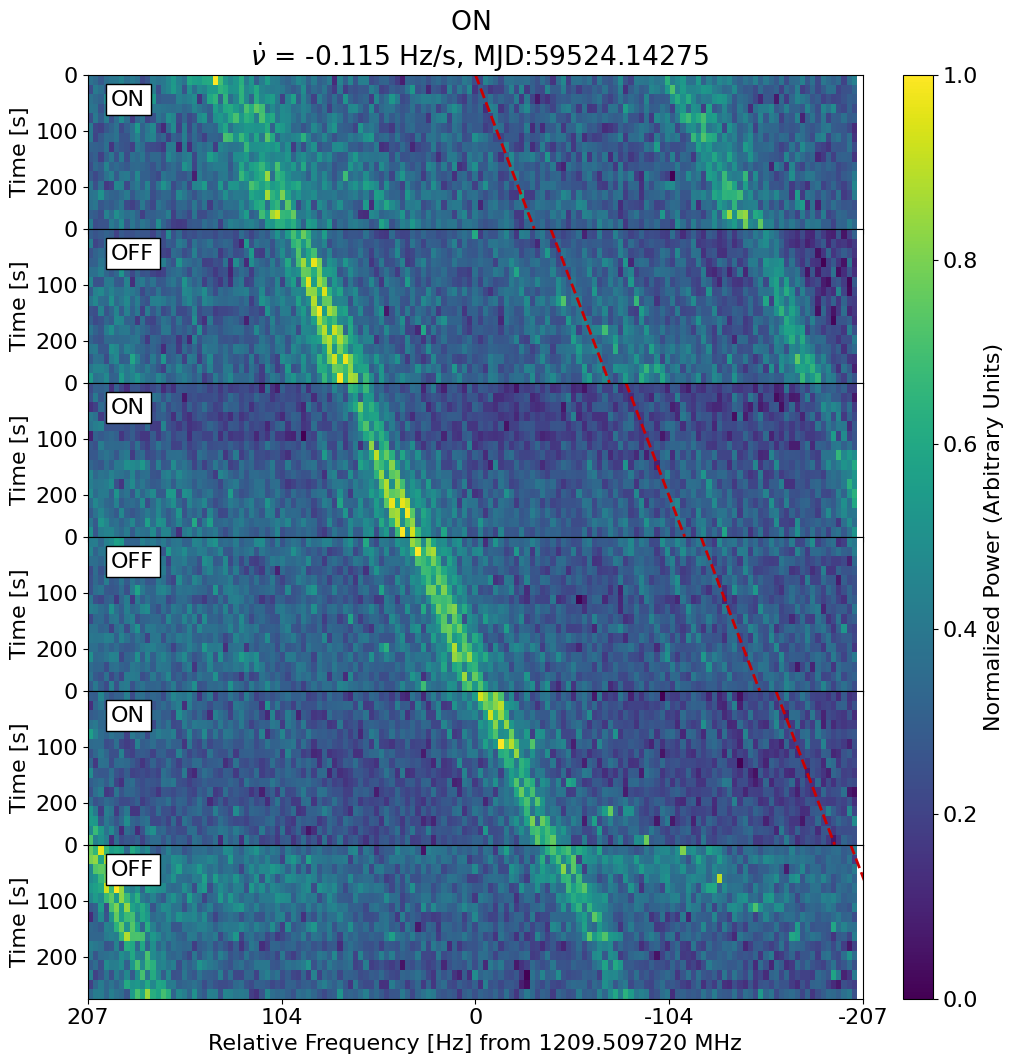 ON
ν̇ = -0.115 Hz/s, MJD:59524.14275
0
100
200
Time [s]
ON
0
100
200
Time [s]
OFF
0
100
200
Time [s]
ON
0
100
200
Time [s]
OFF
0
100
200
Time [s]
ON
0
100
200
Time [s]
OFF
207
104
0
-104
-207
Relative Frequency [Hz] from 1209.509720 MHz
1.0
0.8
0.6
0.4
0.2
0.0
Normalized Power (Arbitrary Units)